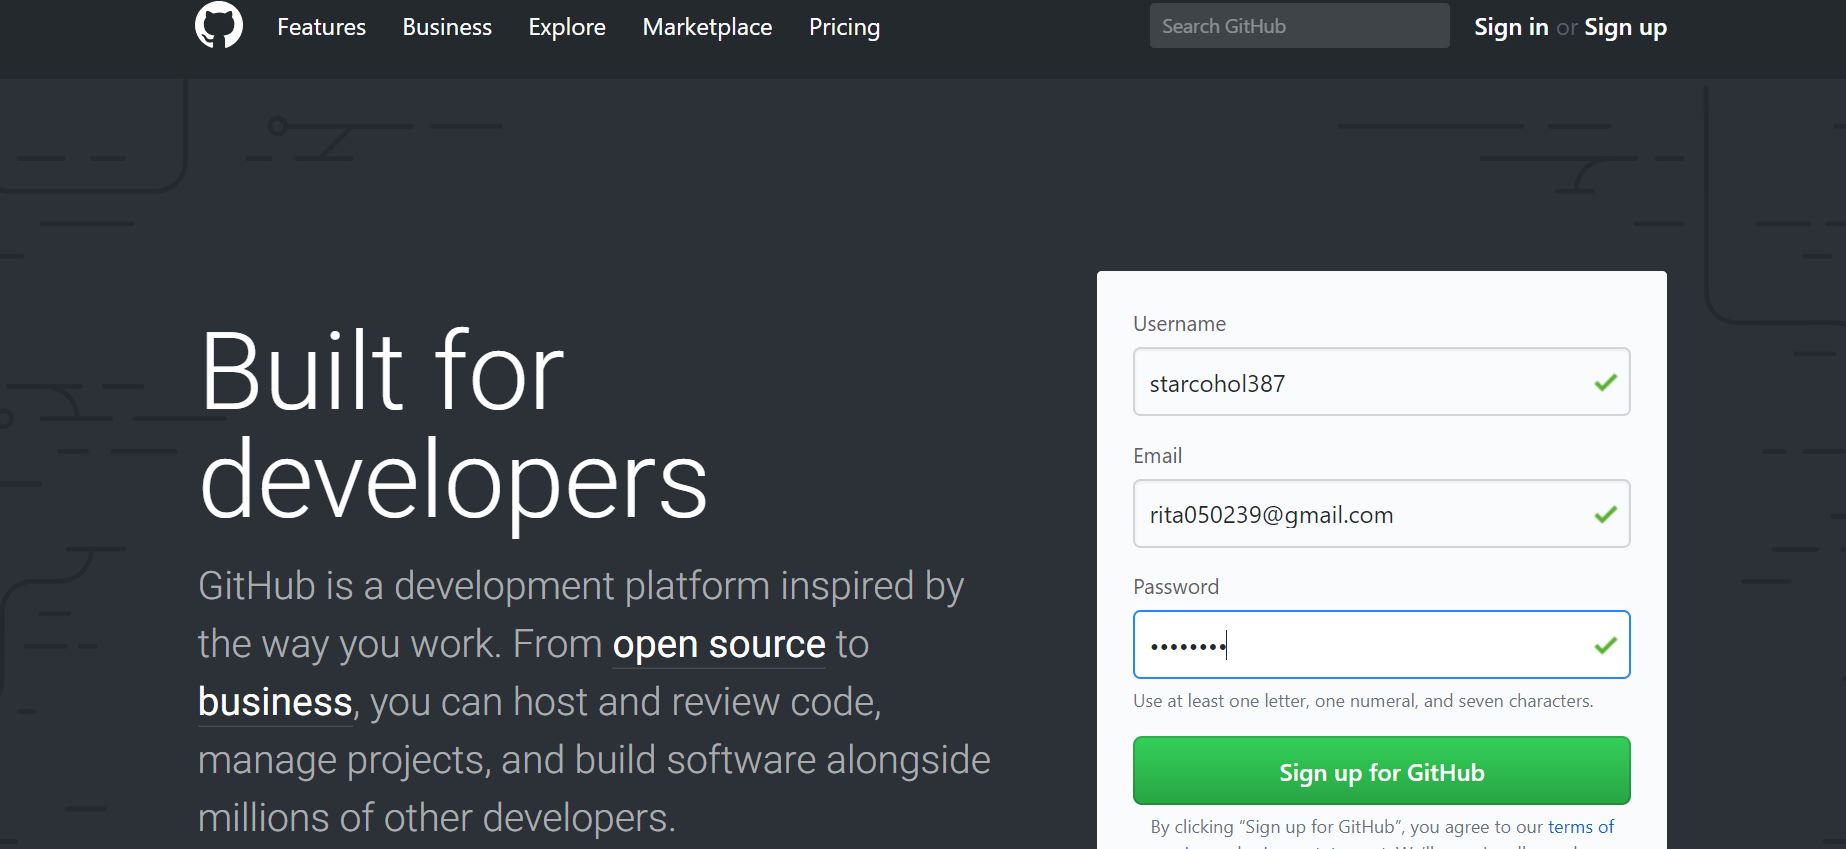 Features Business Explore Marketplace Pricing Search GitHub Sign in or Sign up
Built for
developers
GitHub is a development platform inspired by
the way you work. From open source to
business, you can host and review code,
manage projects, and build software alongside
millions of other developers.
Username
starcohol387
Email
rita050239@gmail.com
Password
••••••••
Use at least one letter, one numeral, and seven characters.
Sign up for GitHub
By clicking “Sign up for GitHub”, you agree to our terms of